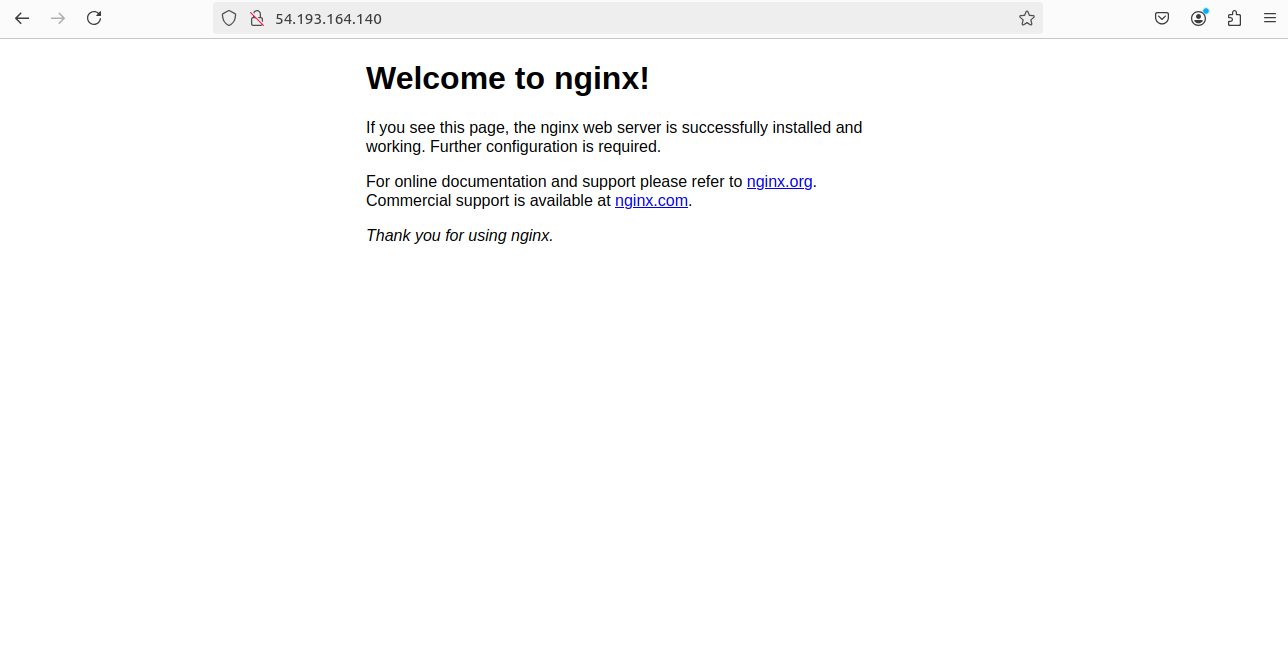 54.193.164.140
Welcome to nginx!
If you see this page, the nginx web server is successfully installed and
working. Further configuration is required.
For online documentation and support please refer to nginx.org.
Commercial support is available at nginx.com.
Thank you for using nginx.